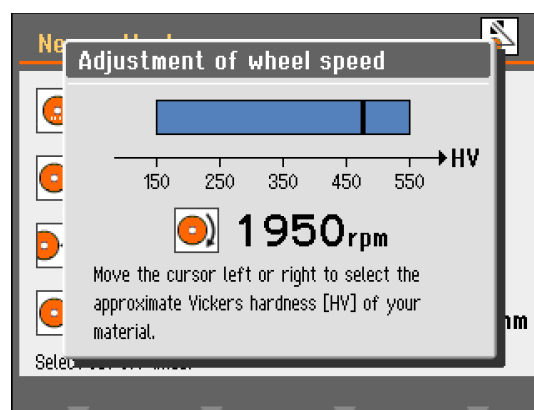 Adjustment of wheel speed
HV
150 250 350 450 550
1950rpm
Move the cursor left or right to select the
approximate Vickers hardness [HV] of your
material.